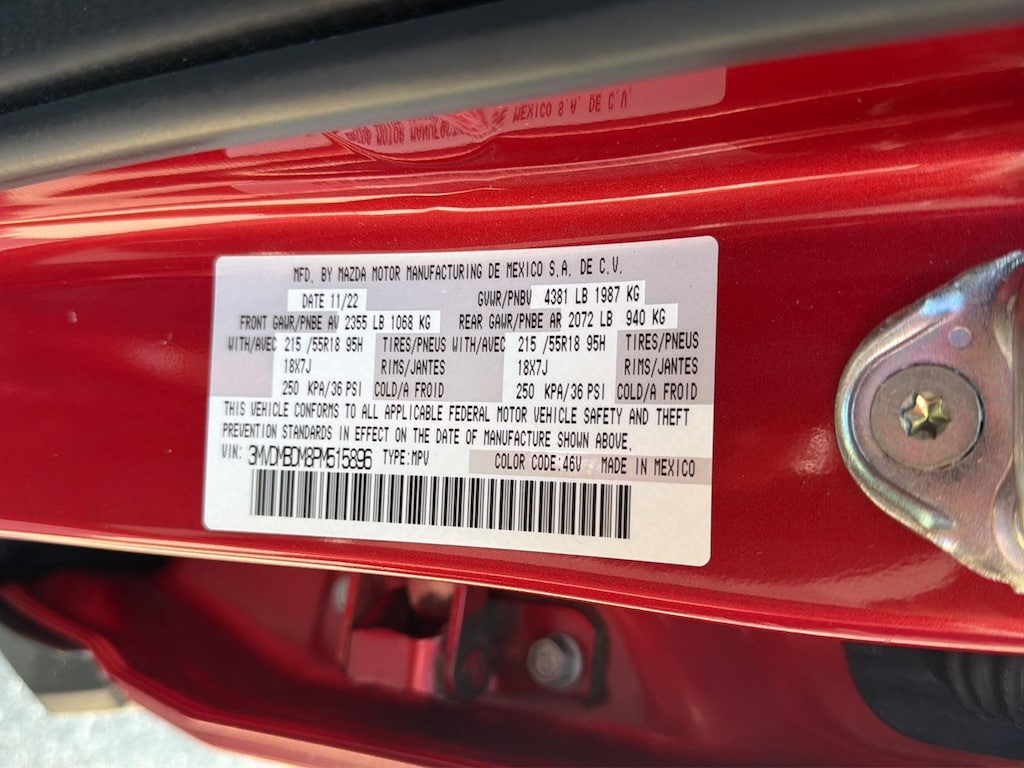 MFD. BY MAZDA MOTOR MANUFACTURING DE MEXICO S.A. DE C.V.
DATE 11/22 GVWR/PNBV 4381 LB 1987 KG
FRONT GAWR/PNBE AV 2355 LB 1068 KG REAR GAWR/PNBE AR 2072 LB 940 KG
WITH/AVEC 215 /55R18 95H TIRES/PNEUS WITH/AVEC 215 /55R18 95H TIRES/PNEUS
18X7J RIMS/JANTES 18X7J RIMS/JANTES
250 KPA/36 PSI COLD/A FROID 250 KPA/36 PSI COLD/A FROID
THIS VEHICLE CONFORMS TO ALL APPLICABLE FEDERAL MOTOR VEHICLE SAFETY AND THEFT
PREVENTION STANDARDS IN EFFECT ON THE DATE OF MANUFACTURE SHOWN ABOVE.
VIN: 3MVDMBDM8PM515896 TYPE:MPV COLOR CODE:46V MADE IN MEXICO